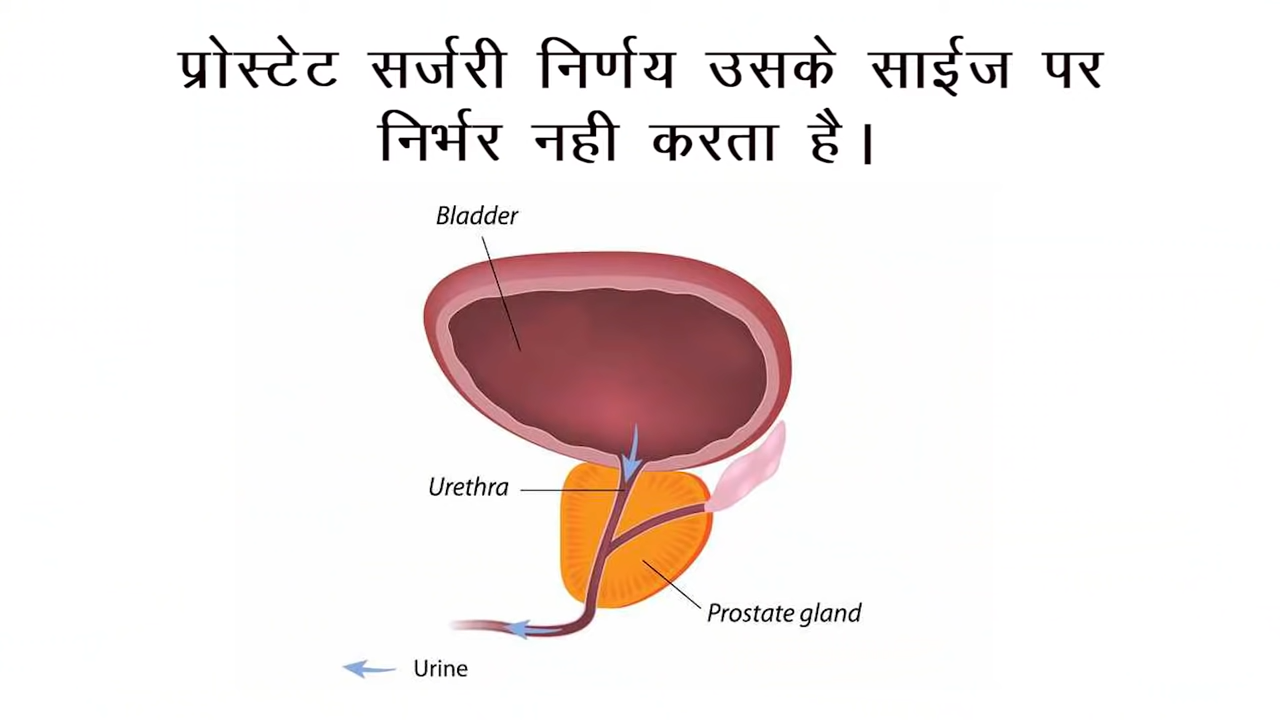 प्रोस्टेट सर्जरी निर्णय उसके साईज पर
निर्भर नही करता है।
Bladder
Urethra
Prostate gland
Urine